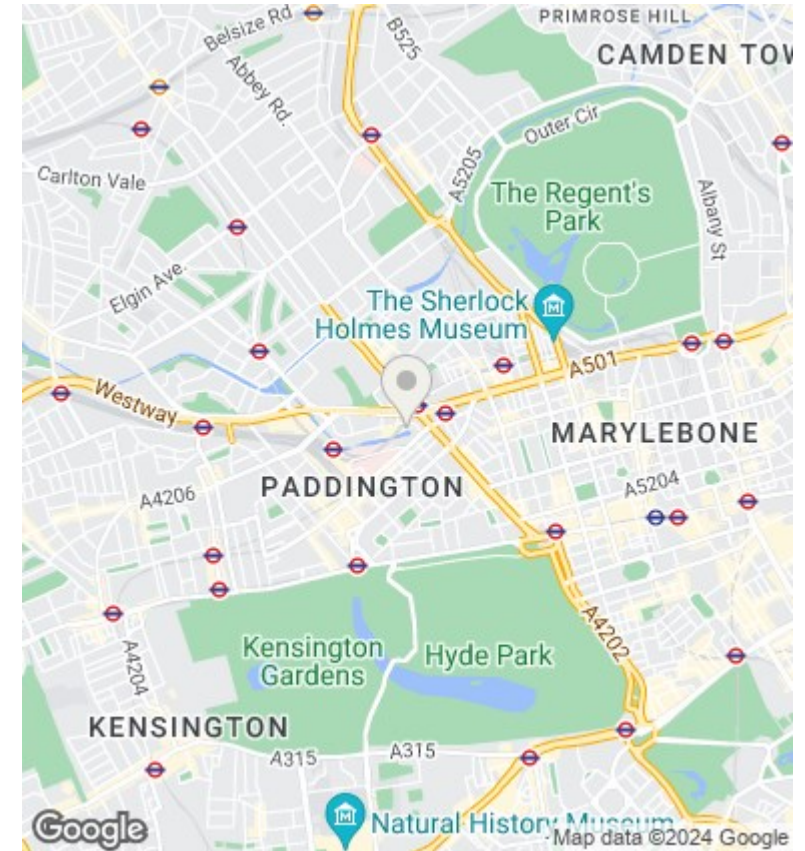 PRIMROSE HILL
Belsize Rd
B525
CAMDEN TOW
Abbey Rd.
Outer Cir
A5205
Carlton Vale
The Regent's
Park
Albany St
Elgin Ave.
The Sherlock
Holmes Museum
A501
Westway
MARYLEBONE
A4206
PADDINGTON
A5204
A4202
A4204
Kensington
Gardens
Hyde Park
KENSINGTON
A315
A315
Google
Natural History Museum
Map data ©2024 Google